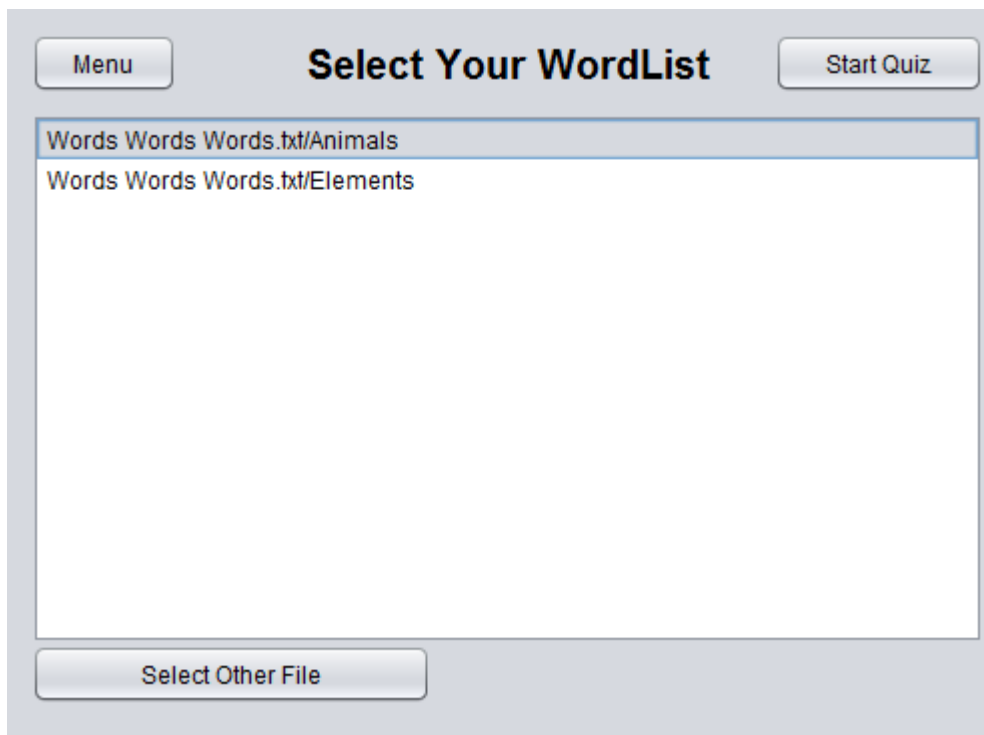 Menu
Select Your WordList
Start Quiz
Words Words Words.txt/Animals
Words Words Words.txt/Elements
Select Other File